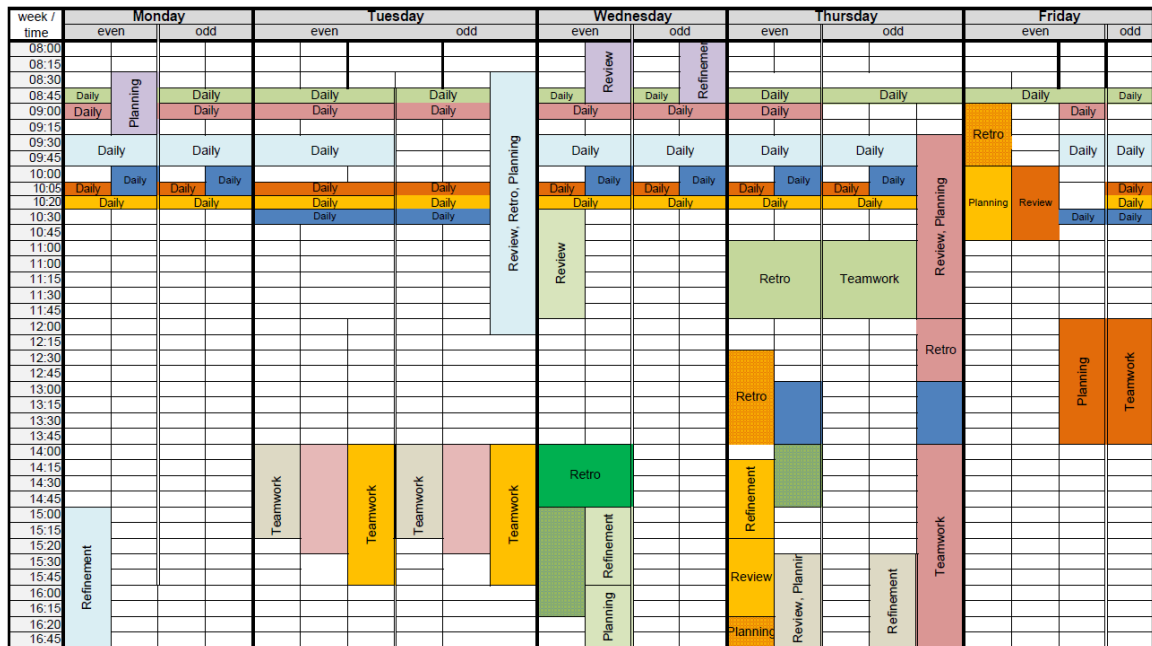 week / Monday Tuesday Wednesday Thursday Friday
time even odd even odd even odd even odd even odd
08:00
08:15
08:30
08:45 Daily Daily Daily Daily Daily Daily Daily Daily Daily Daily
09:00 Daily Daily Daily Daily Daily Daily Daily Daily
09:15
Planning
Review
Refinement
Retro
09:30
09:45 Daily Daily Daily Daily Daily Daily Daily Daily Daily
10:00 Daily Daily Daily Daily Daily Daily
10:05 Daily Daily Daily Daily Daily Daily Daily Daily Daily
10:20 Daily Daily Daily Daily Daily Daily Daily Daily Daily
Planning Review
10:30 Daily Daily Daily Daily
10:45
11:00
Review, Retro, Planning
Review
Review, Planning
11:15 Retro Teamwork
11:30
11:45
12:00
12:15
12:30 Retro
12:45
13:00
13:15 Retro
Planning
Teamwork
13:30
13:45
14:00
14:15 Retro
14:30
14:45
Teamwork
Teamwork
Teamwork
Teamwork
Refinement
15:00
15:15
15:20
Refinement
Teamwork
15:30
15:45 Review
16:00
Refinement
Review, Plannir
Refinement
16:15
16:20
Planning
16:45 Planning